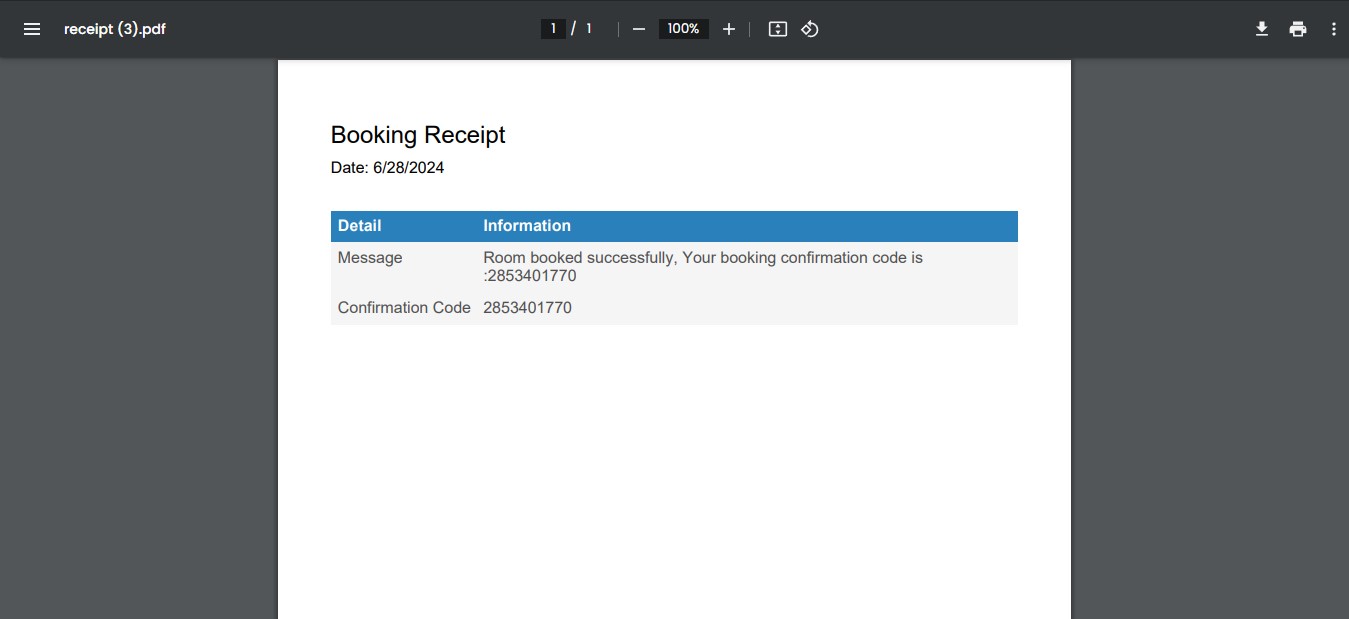 receipt (3).pdf
1 / 1
100%
Booking Receipt
Date: 6/28/2024
Detail Information
Message Room booked successfully, Your booking confirmation code is
:2853401770
Confirmation Code 2853401770